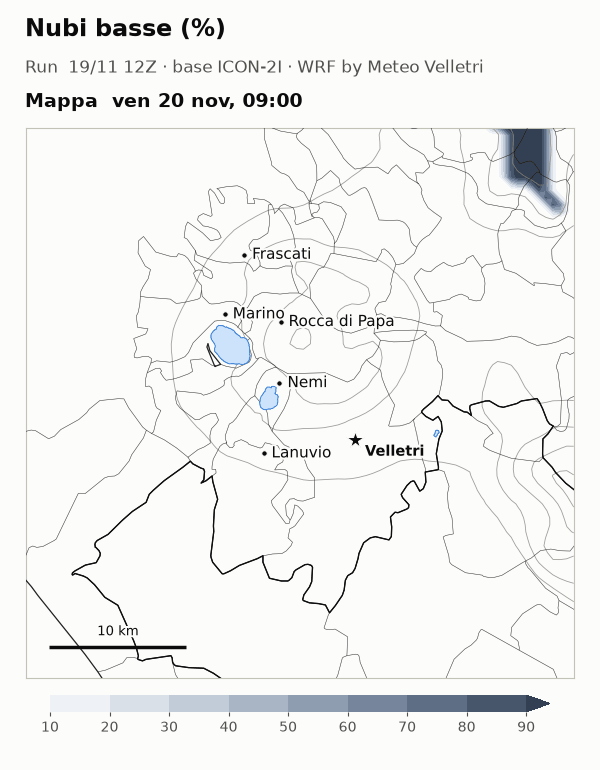 Nubi basse (%)
Run  19/11 12Z · base ICON-2I · WRF by Meteo Velletri
Mappa  ven 20 nov, 09:00
Frascati
Marino
Rocca di Papa
Nemi
Velletri
Lanuvio
10 km
10 20 30 40 50 60 70 80 90